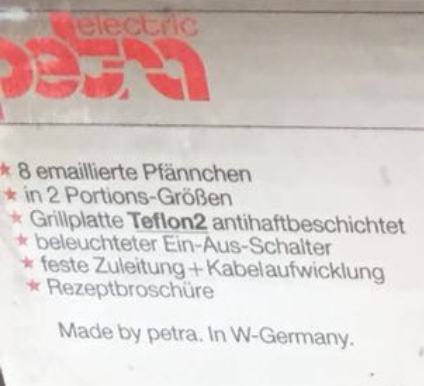 electric
petra
★ 8 emaillierte Pfännchen
★ in 2 Portions-Größen
★ Grillplatte Teflon2 antihaftbeschichtet
★ beleuchteter Ein-Aus-Schalter
★ feste Zuleitung + Kabelaufwicklung
★ Rezeptbroschüre
Made by petra. In W-Germany.